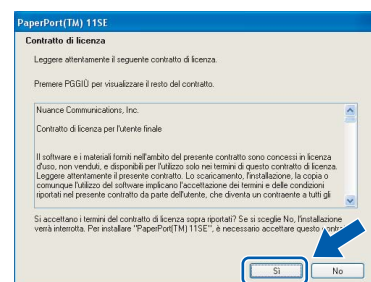 PaperPort(TM) 11SE
Contratto di licenza
Leggere attentamente il seguente contratto di licenza.
Premere PGGIÙ per visualizzare il resto del contratto.
Nuance Communications, Inc.
Contratto di licenza per l'utente finale
Il software e i materiali forniti nell'ambito del presente contratto sono concessi in licenza
d'uso, non venduti, e disponibili per l'utilizzo solo nei termini di questo contratto di licenza.
Leggere attentamente il presente contratto. Lo scaricamento, l'installazione, la copia o
comunque l'utilizzo del software implicano l'accettazione dei termini e delle condizioni
riportati nel presente contratto da parte dell'utente, che diventa un contraente a tutti gli
Si accettano i termini del contratto di licenza sopra riportati? Se si sceglie No, l'installazione
verrà interrotta. Per installare "PaperPort(TM) 11SE", è necessario accettare questo
Sì
No